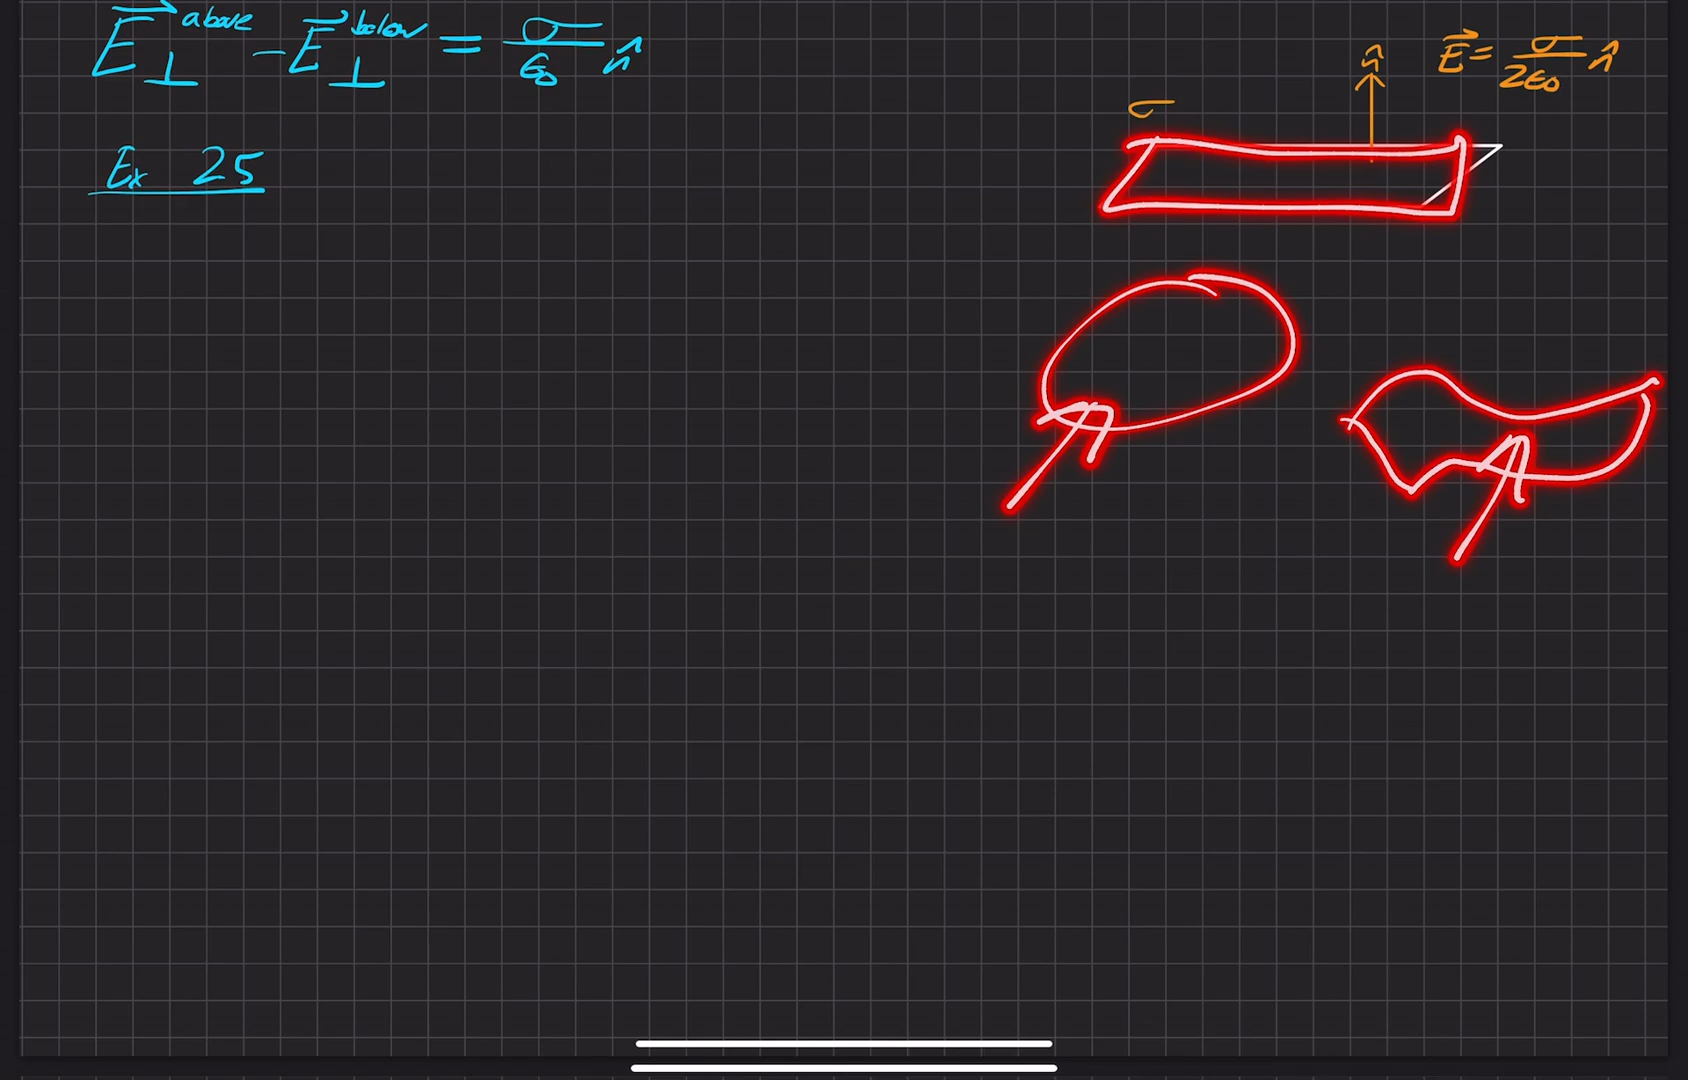 E⃗⊥^above - E⃗⊥^below = σ/ε₀ n̂
n̂ E⃗ = σ/2ε₀ n̂
σ
Ex 25